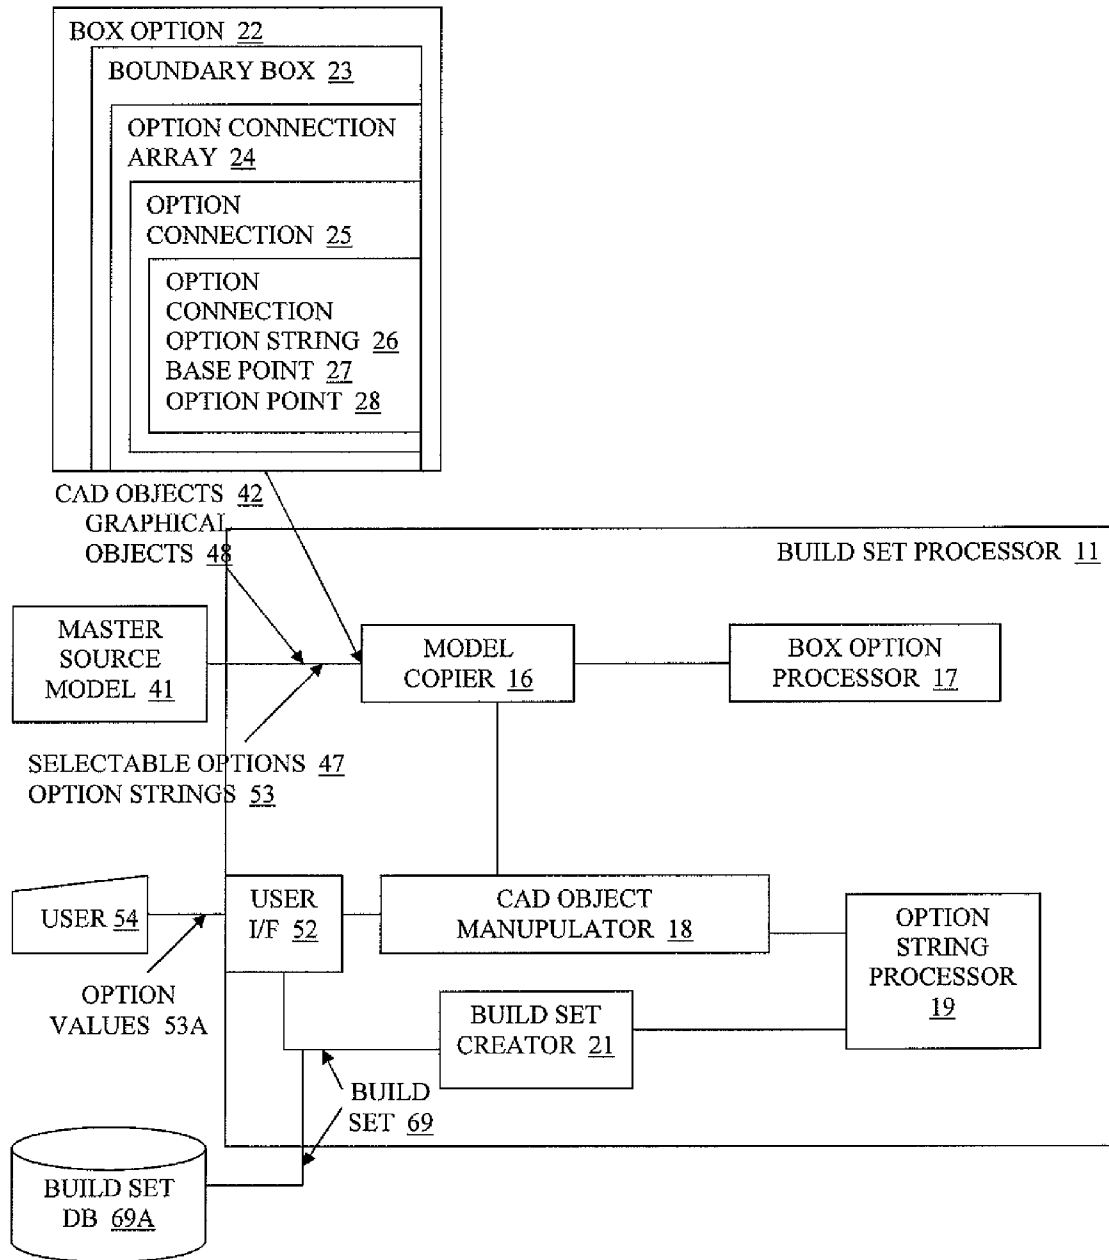 BOX OPTION 22
BOUNDARY BOX 23
OPTION CONNECTION
ARRAY 24
OPTION
CONNECTION 25
OPTION
CONNECTION
OPTION STRING 26
BASE POINT 27
OPTION POINT 28
CAD OBJECTS 42
GRAPHICAL
OBJECTS 48
BUILD SET PROCESSOR 11
MASTER
SOURCE
MODEL 41
MODEL
COPIER 16
BOX OPTION
PROCESSOR 17
SELECTABLE OPTIONS 47
OPTION STRINGS 53
USER 54
USER
I/F 52
CAD OBJECT
MANUPULATOR 18
OPTION
STRING
PROCESSOR
19
OPTION
VALUES 53A
BUILD SET
CREATOR 21
BUILD
SET 69
BUILD SET
DB 69A